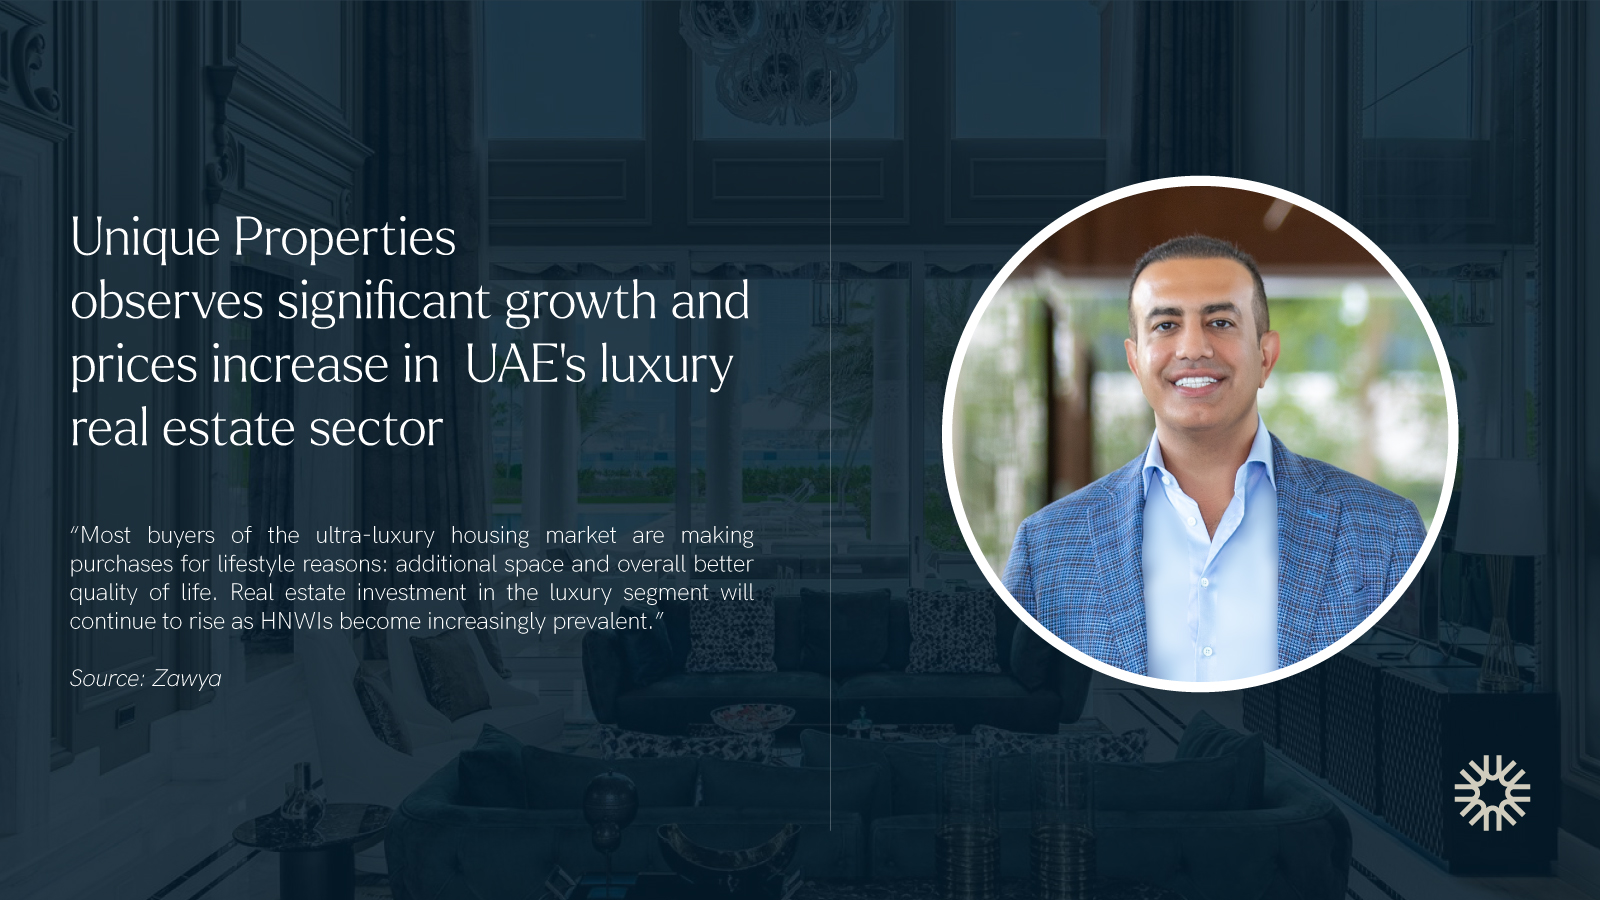 Unique Properties
observes significant growth and
prices increase in  UAE's luxury
real estate sector
“Most buyers of the ultra-luxury housing market are making
purchases for lifestyle reasons: additional space and overall better
quality of life. Real estate investment in the luxury segment will
continue to rise as HNWIs become increasingly prevalent.”
Source: Zawya